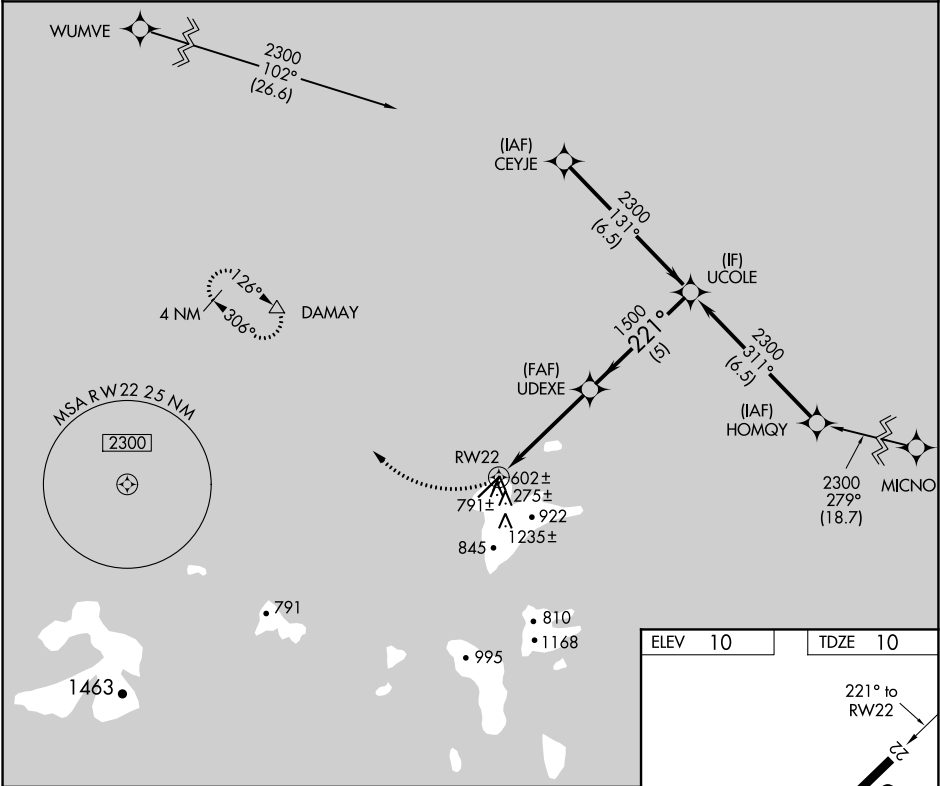 WUMVE
2300
102°
(26.6)
(IAF)
CEYJE
2300
131°
(6.5)
(IF)
UCOLE
126°
4 NM
306°
DAMAY
1500
221°
(5)
2300
311°
(6.5)
(FAF)
UDEXE
MSA RW22 25 NM
2300
(IAF)
HOMQY
RW22
602±
791±
275±
2300
279°
(18.7)
MICNO
922
1235±
845
791
810
1168
995
1463
ELEV 10
TDZE 10
221° to
RW22
22